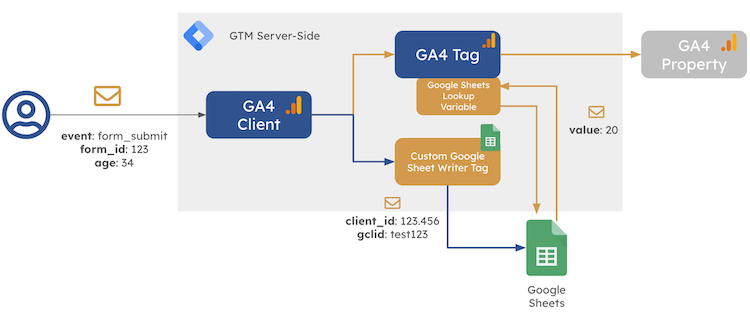 GTM Server-Side
GA4 Tag
GA4
Property
Google Sheets
Lookup
Variable
GA4
Client
value: 20
event: form_submit
form_id: 123
age: 34
Custom Google
Sheet Writer Tag
client_id: 123.456
gclid: test123
Google
Sheets